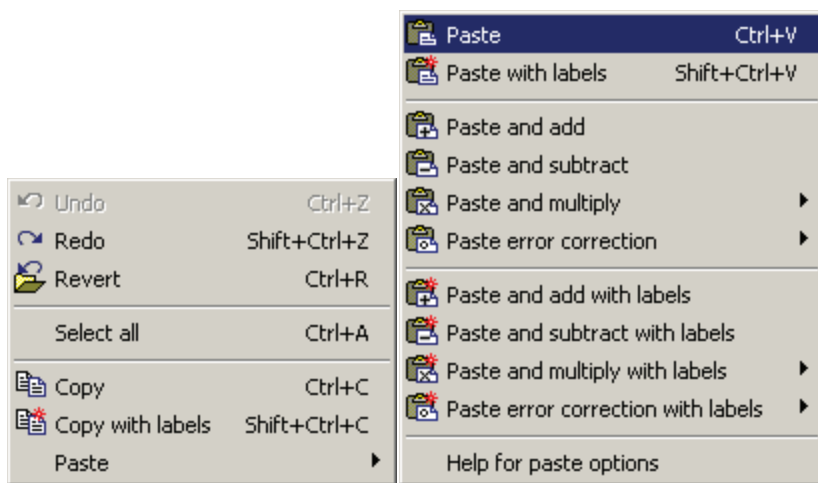 Undo Ctrl+Z
Redo Shift+Ctrl+Z
Revert Ctrl+R
Select all Ctrl+A
Copy Ctrl+C
Copy with labels Shift+Ctrl+C
Paste
Paste Ctrl+V
Paste with labels Shift+Ctrl+V
Paste and add
Paste and subtract
Paste and multiply
Paste error correction
Paste and add with labels
Paste and subtract with labels
Paste and multiply with labels
Paste error correction with labels
Help for paste options